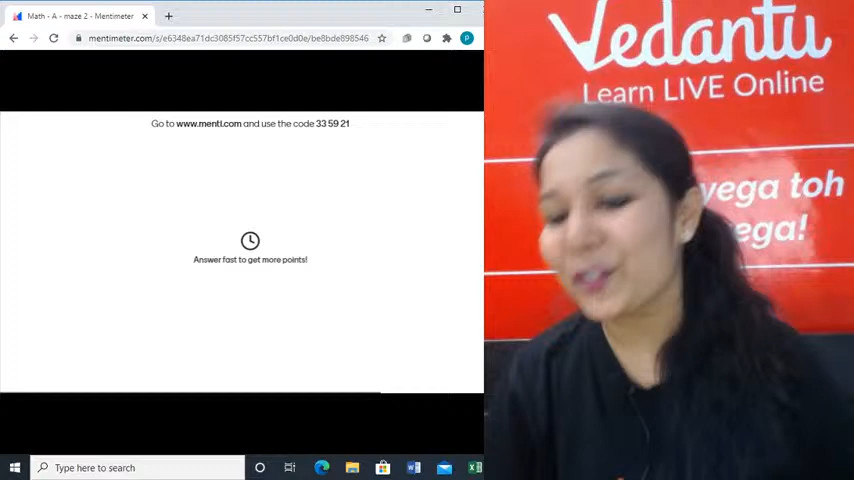 Math - A - maze 2 - Mentimeter
mentimeter.com/s/e6348ea71dc3085f57cc557bf1ce0d0e/be8bde898546
Go to www.menti.com and use the code 33 59 21
Answer fast to get more points!
Type here to search
Vedantu
Learn LIVE Online
yega toh
ega!